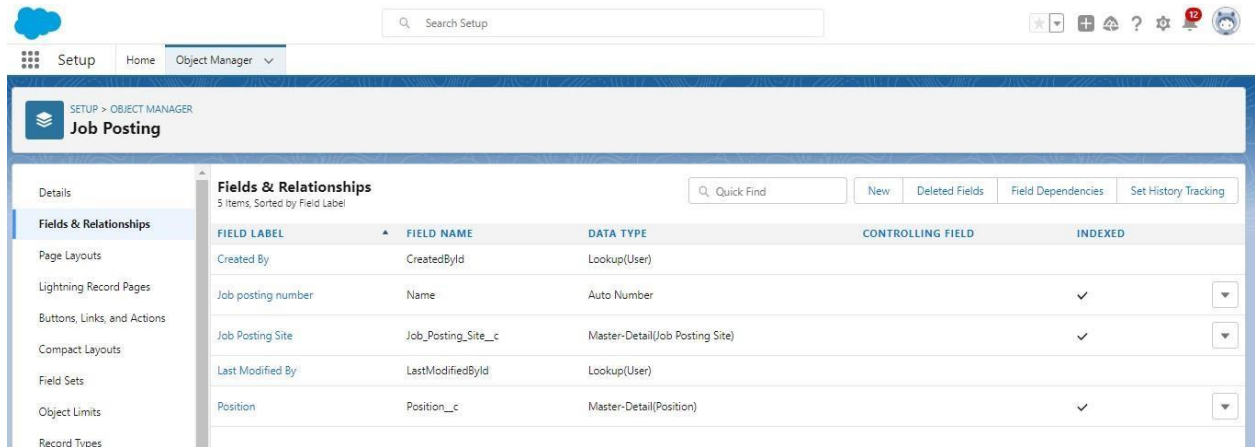 Search Setup
12
Setup Home Object Manager
SETUP > OBJECT MANAGER
Job Posting
Details
Fields & Relationships
Page Layouts
Lightning Record Pages
Buttons, Links, and Actions
Compact Layouts
Field Sets
Object Limits
Record Types
Fields & Relationships
5 Items, Sorted by Field Label
Quick Find New Deleted Fields Field Dependencies Set History Tracking
FIELD LABEL FIELD NAME DATA TYPE CONTROLLING FIELD INDEXED
Created By CreatedById Lookup(User)
Job posting number Name Auto Number
Job Posting Site Job_Posting_Site__c Master-Detail(Job Posting Site)
Last Modified By LastModifiedById Lookup(User)
Position Position__c Master-Detail(Position)